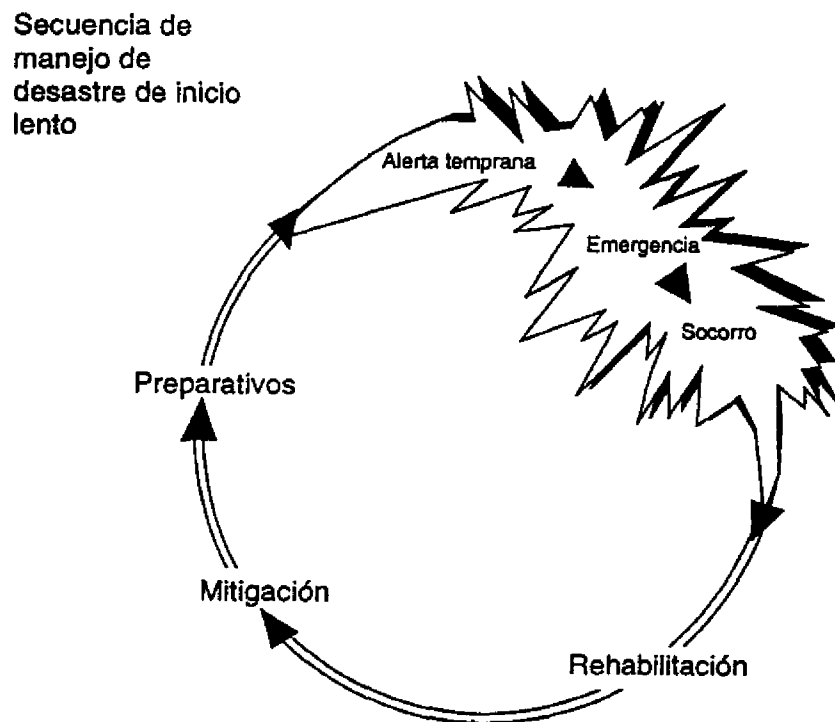 Secuencia de
manejo de
desastre de inicio
lento
Alerta temprana
Emergencia
Socorro
Preparativos
Mitigación
Rehabilitación